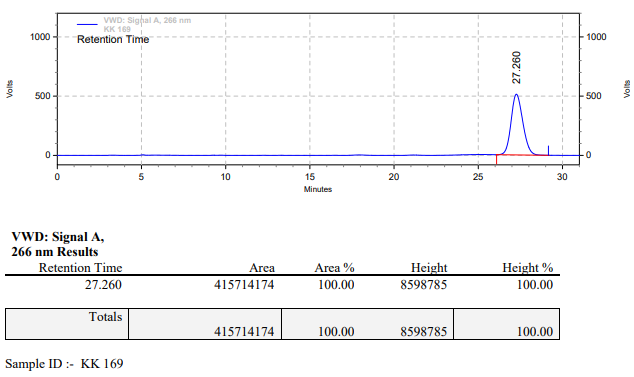 VWD: Signal A, 266 nm
KK 169
Retention Time
1000
500
0
Volts
27.260
1000
500
0
Volts
0 5 10 15 20 25 30
Minutes
VWD: Signal A,
266 nm Results
Retention Time Area Area % Height Height %
27.260 415714174 100.00 8598785 100.00
Totals
415714174 100.00 8598785 100.00
Sample ID :- KK 169